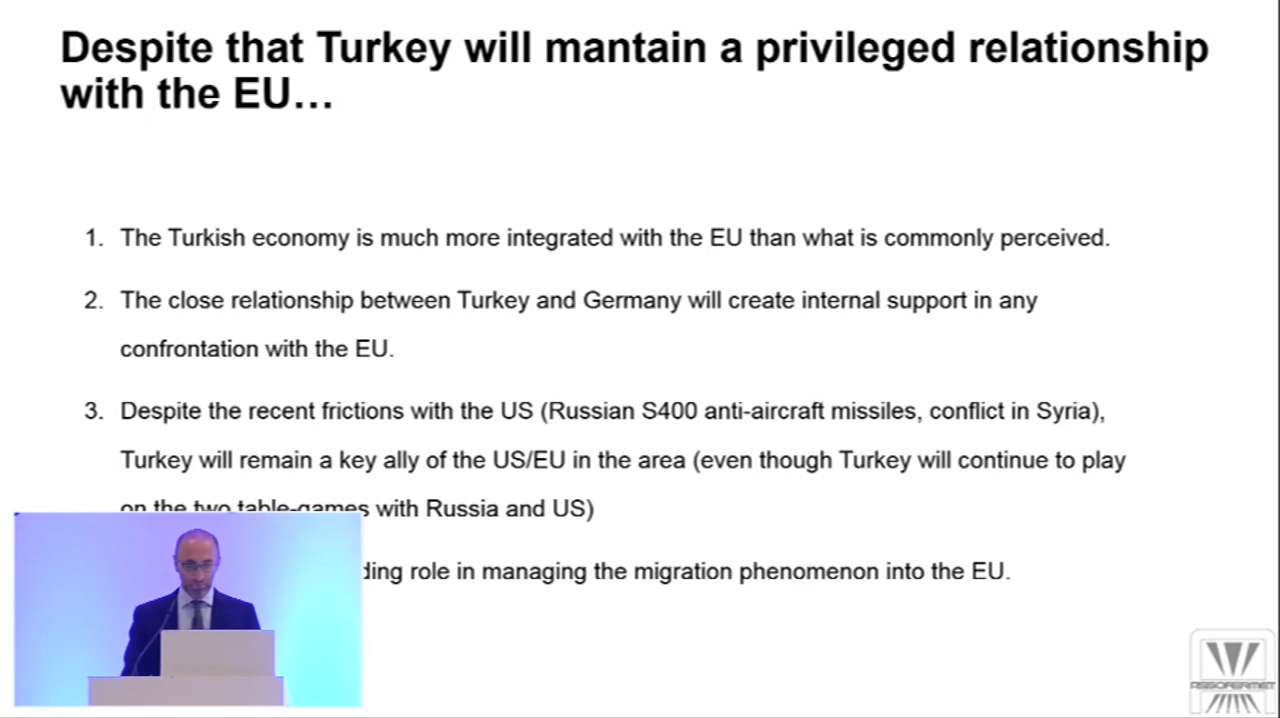 Despite that Turkey will mantain a privileged relationship
with the EU...
1. The Turkish economy is much more integrated with the EU than what is commonly perceived.
2. The close relationship between Turkey and Germany will create internal support in any
confrontation with the EU.
3. Despite the recent frictions with the US (Russian S400 anti-aircraft missiles, conflict in Syria),
Turkey will remain a key ally of the US/EU in the area (even though Turkey will continue to play
on the two table-games with Russia and US)
role in managing the migration phenomenon into the EU.
ASSOFERMET